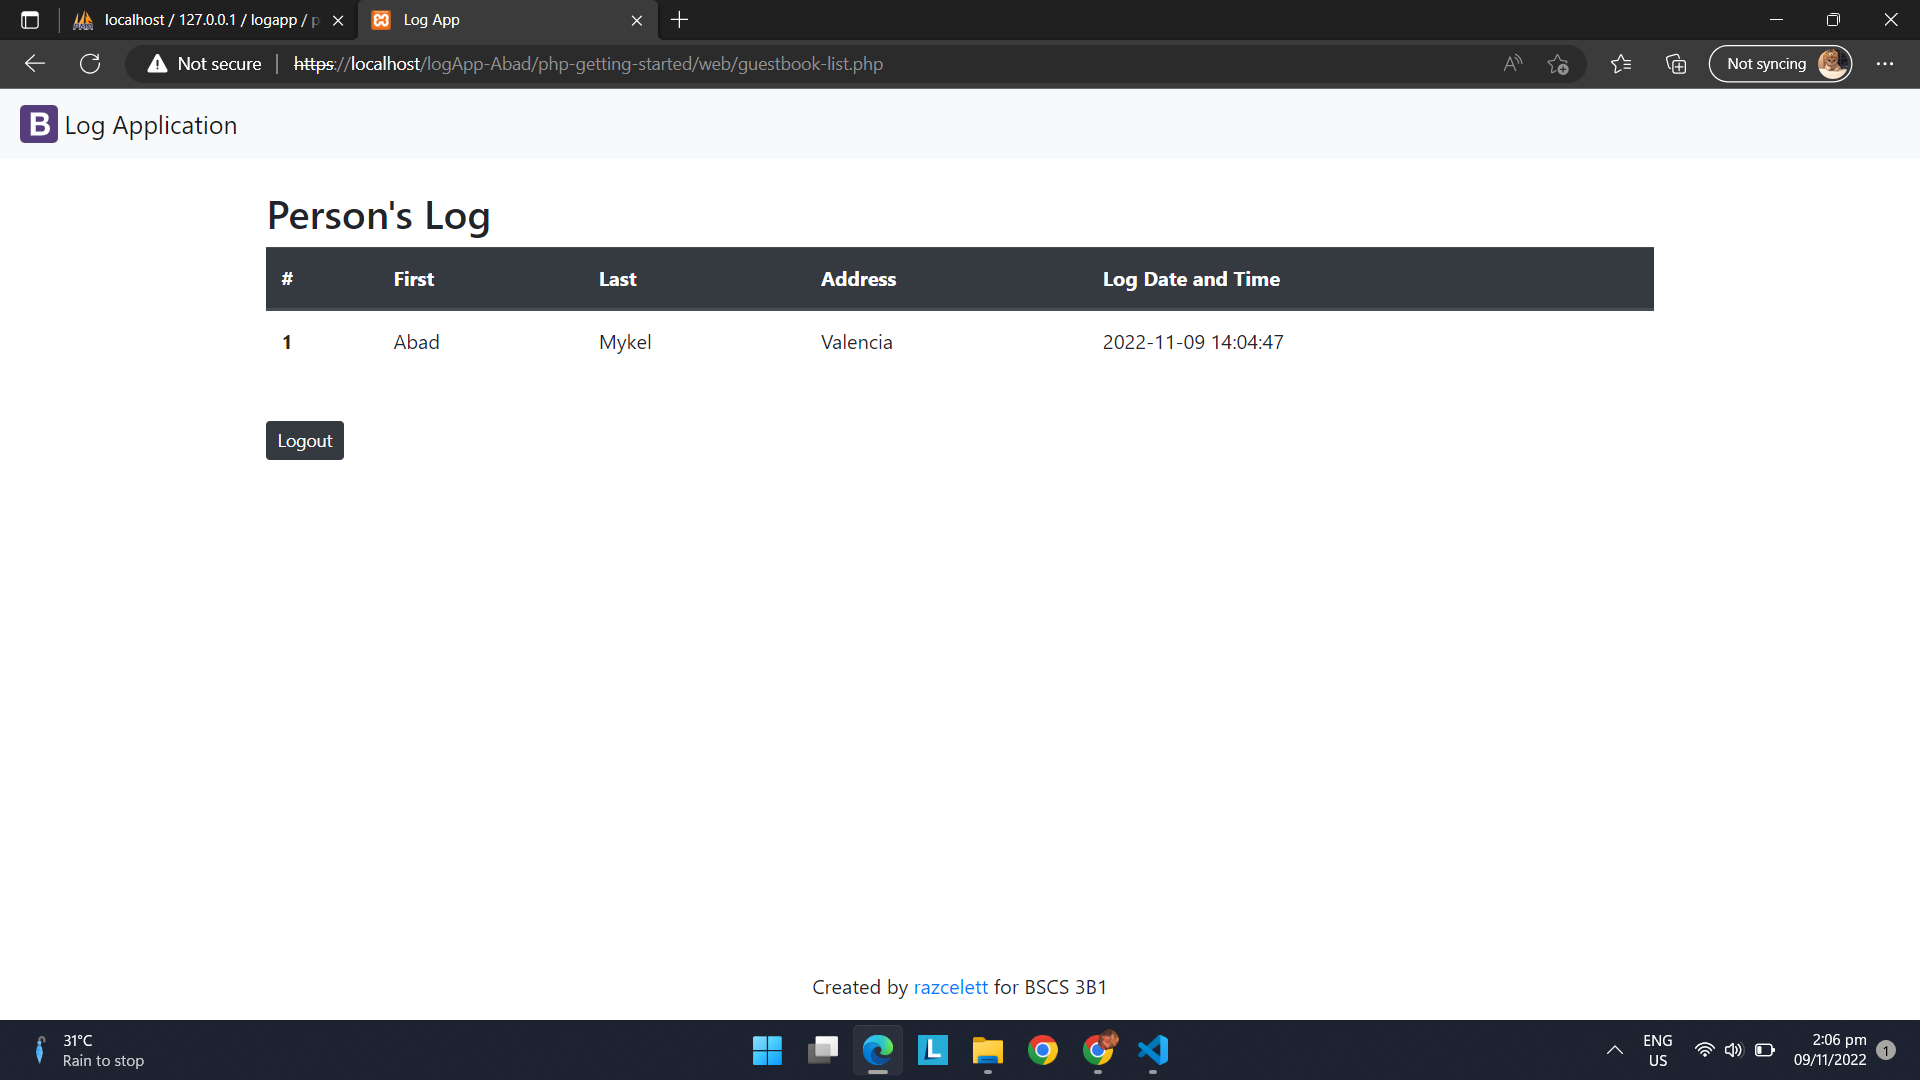 localhost / 127.0.0.1 / logapp / p
Log App
Not secure
https://localhost/logApp-Abad/php-getting-started/web/guestbook-list.php
Not syncing
B Log Application
Person's Log
# First Last Address Log Date and Time
1 Abad Mykel Valencia 2022-11-09 14:04:47
Logout
Created by razcelett for BSCS 3B1
31°C
Rain to stop
L
ENG
US
2:06 pm
09/11/2022
1